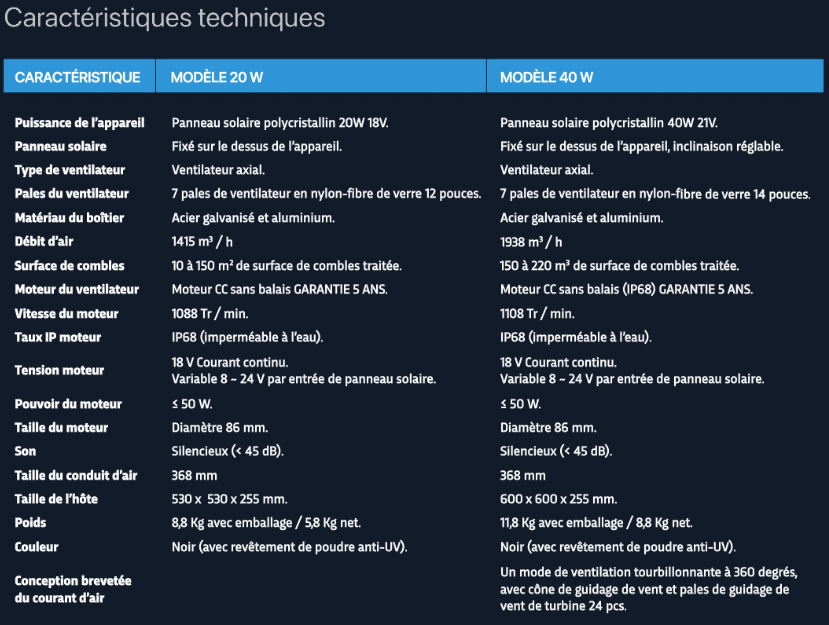 Caractéristiques techniques
CARACTÉRISTIQUE MODÈLE 20 W MODÈLE 40 W
Puissance de l'appareil Panneau solaire polycristallin 20W 18V. Panneau solaire polycristallin 40W 21V.
Panneau solaire Fixé sur le dessus de l'appareil. Fixé sur le dessus de l'appareil, inclinaison réglable.
Type de ventilateur Ventilateur axial. Ventilateur axial.
Pales du ventilateur 7 pales de ventilateur en nylon-fibre de verre 12 pouces. 7 pales de ventilateur en nylon-fibre de verre 14 pouces.
Matériau du boîtier Acier galvanisé et aluminium. Acier galvanisé et aluminium.
Débit d'air 1415 m³ / h 1938 m³ / h
Surface de combles 10 à 150 m² de surface de combles traitée. 150 à 220 m³ de surface de combles traitée.
Moteur du ventilateur Moteur CC sans balais GARANTIE 5 ANS. Moteur CC sans balais (IP68) GARANTIE 5 ANS.
Vitesse du moteur 1088 Tr / min. 1108 Tr / min.
Taux IP moteur IP68 (imperméable à l'eau). IP68 (imperméable à l'eau).
Tension moteur 18 V Courant continu. 18 V Courant continu.
Variable 8 ~ 24 V par entrée de panneau solaire. Variable 8 ~ 24 V par entrée de panneau solaire.
Pouvoir du moteur ≤ 50 W. ≤ 50 W.
Taille du moteur Diamètre 86 mm. Diamètre 86 mm.
Son Silencieux (< 45 dB). Silencieux (< 45 dB).
Taille du conduit d'air 368 mm 368 mm
Taille de l'hôte 530 x 530 x 255 mm. 600 x 600 x 255 mm.
Poids 8,8 Kg avec emballage / 5,8 Kg net. 11,8 Kg avec emballage / 8,8 Kg net.
Couleur Noir (avec revêtement de poudre anti-UV). Noir (avec revêtement de poudre anti-UV).
Conception brevetée
du courant d'air
Un mode de ventilation tourbillonnante à 360 degrés,
avec cône de guidage de vent et pales de guidage de
vent de turbine 24 pcs.